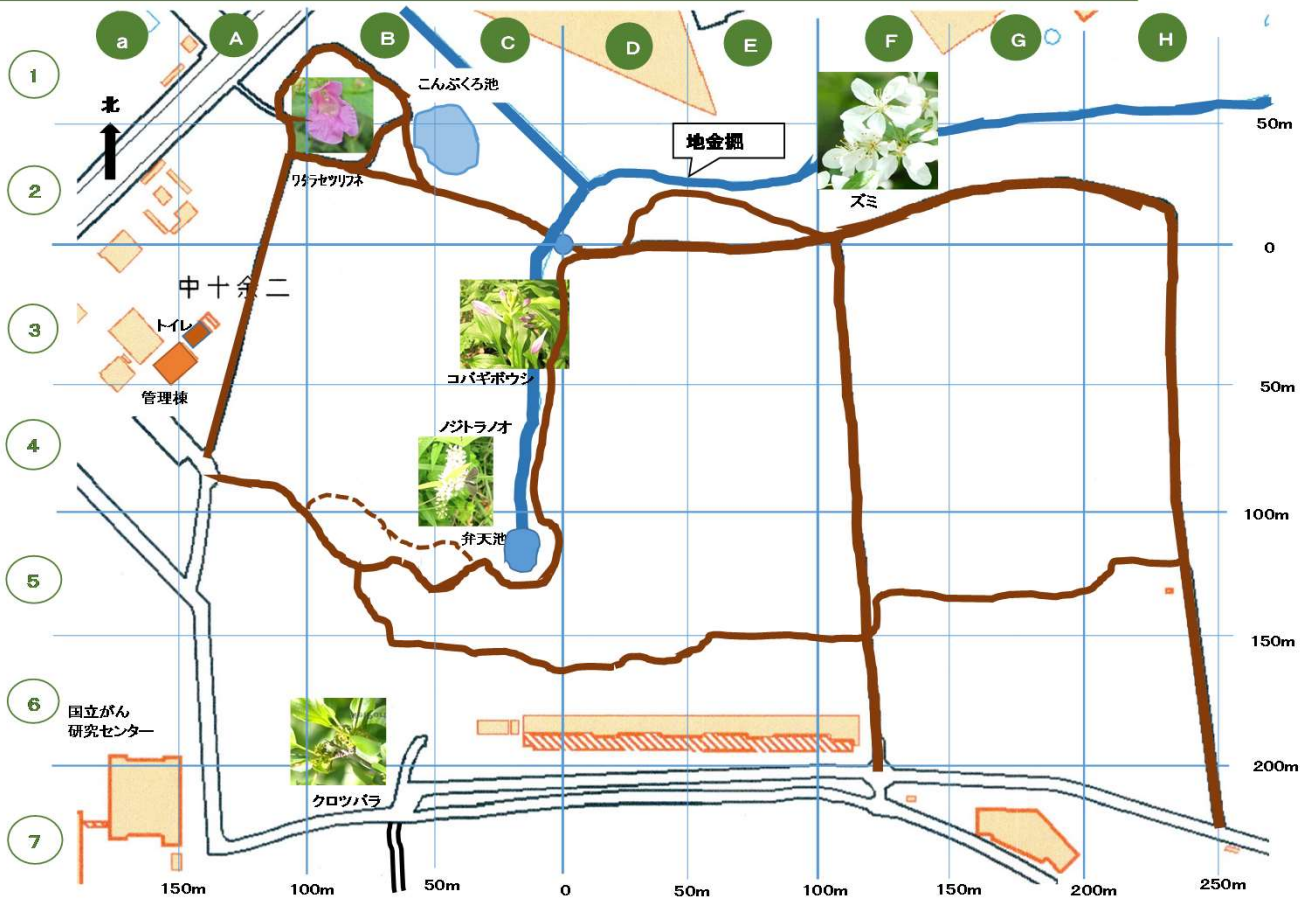 a A B C D E F G H
1
北
こんぶくろ池
50m
地金堀
2
ワタラセツリフネ
ズミ
0
中十余二
3
トイレ
コバギボウシ
50m
管理棟
4
ノジトラノオ
100m
弁天池
5
150m
6
国立がん
研究センター
200m
クロツバラ
7
150m 100m 50m 0 50m 100m 150m 200m 250m